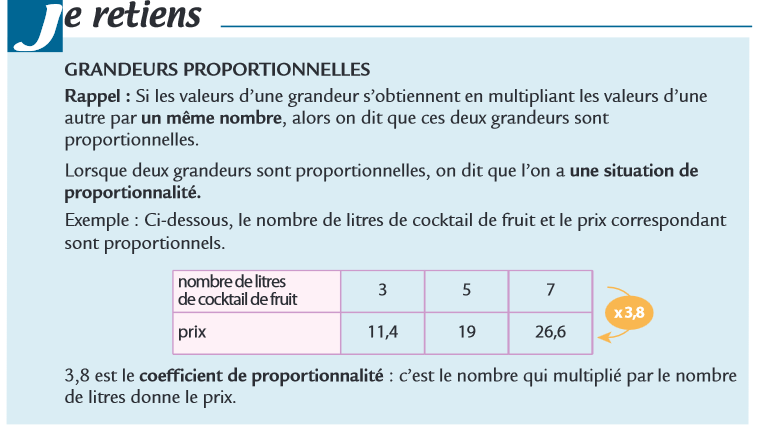 Je retiens
GRANDEURS PROPORTIONNELLES
Rappel : Si les valeurs d'une grandeur s'obtiennent en multipliant les valeurs d'une
autre par un même nombre, alors on dit que ces deux grandeurs sont
proportionnelles.
Lorsque deux grandeurs sont proportionnelles, on dit que l'on a une situation de
proportionnalité.
Exemple : Ci-dessous, le nombre de litres de cocktail de fruit et le prix correspondant
sont proportionnels.
nombre de litres
de cocktail de fruit 3 5 7
x 3,8
prix 11,4 19 26,6
3,8 est le coefficient de proportionnalité : c'est le nombre qui multiplié par le nombre
de litres donne le prix.